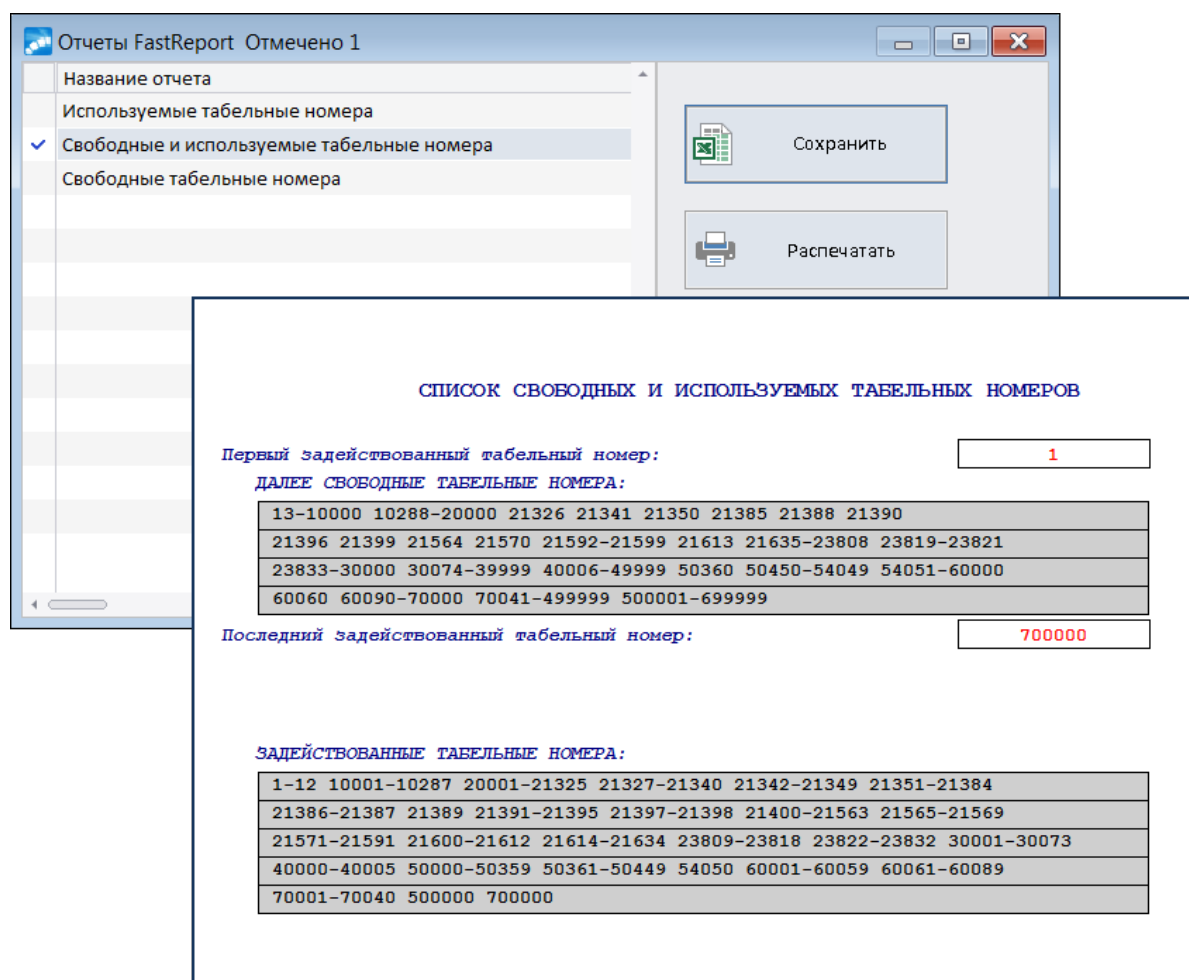 Отчеты FastReport Отмечено 1
Название отчета
Используемые табельные номера
Свободные и используемые табельные номера
Свободные табельные номера
Сохранить
Распечатать
СПИСОК СВОБОДНЫХ И ИСПОЛЬЗУЕМЫХ ТАБЕЛЬНЫХ НОМЕРОВ
Первый задействованный табельный номер: 1
ДАЛЕЕ СВОБОДНЫЕ ТАБЕЛЬНЫЕ НОМЕРА:
13-10000 10288-20000 21326 21341 21350 21385 21388 21390
21396 21399 21564 21570 21592-21599 21613 21635-23808 23819-23821
23833-30000 30074-39999 40006-49999 50360 50450-54049 54051-60000
60060 60090-70000 70041-499999 500001-699999
Последний задействованный табельный номер: 700000
ЗАДЕЙСТВОВАННЫЕ ТАБЕЛЬНЫЕ НОМЕРА:
1-12 10001-10287 20001-21325 21327-21340 21342-21349 21351-21384
21386-21387 21389 21391-21395 21397-21398 21400-21563 21565-21569
21571-21591 21600-21612 21614-21634 23809-23818 23822-23832 30001-30073
40000-40005 50000-50359 50361-50449 54050 60001-60059 60061-60089
70001-70040 500000 700000